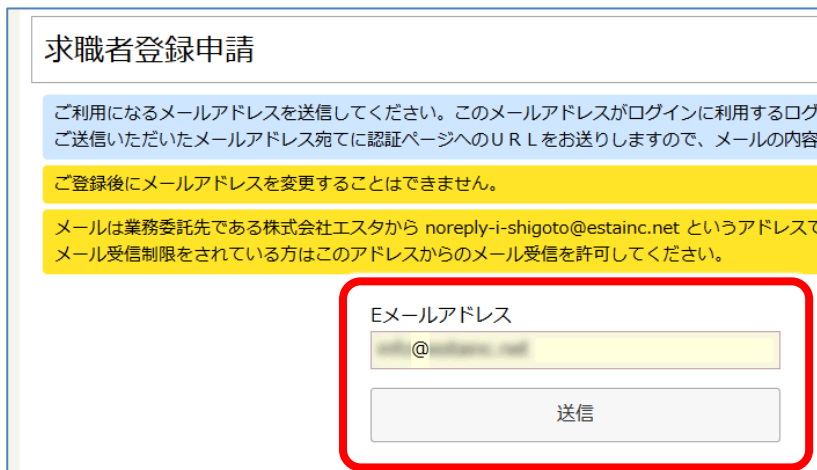 求職者登録申請
ご利用になるメールアドレスを送信してください。このメールアドレスがログインに利用するログ
ご送信いただいたメールアドレス宛てに認証ページへのＵＲＬをお送りしますので、メールの内容
ご登録後にメールアドレスを変更することはできません。
メールは業務委託先である株式会社エスタから noreply-i-shigoto@estainc.net というアドレスで
メール受信制限をされている方はこのアドレスからのメール受信を許可してください。
Eメールアドレス
@
送信